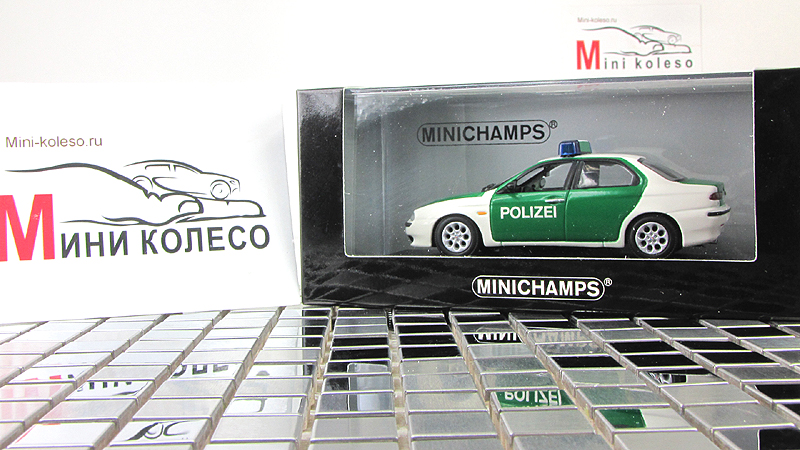 Mini-koleso.ru
Mini koleso
MINICHAMPS®
Mini-koleso.ru
Мини колесо
POLIZEI
MINICHAMPS®